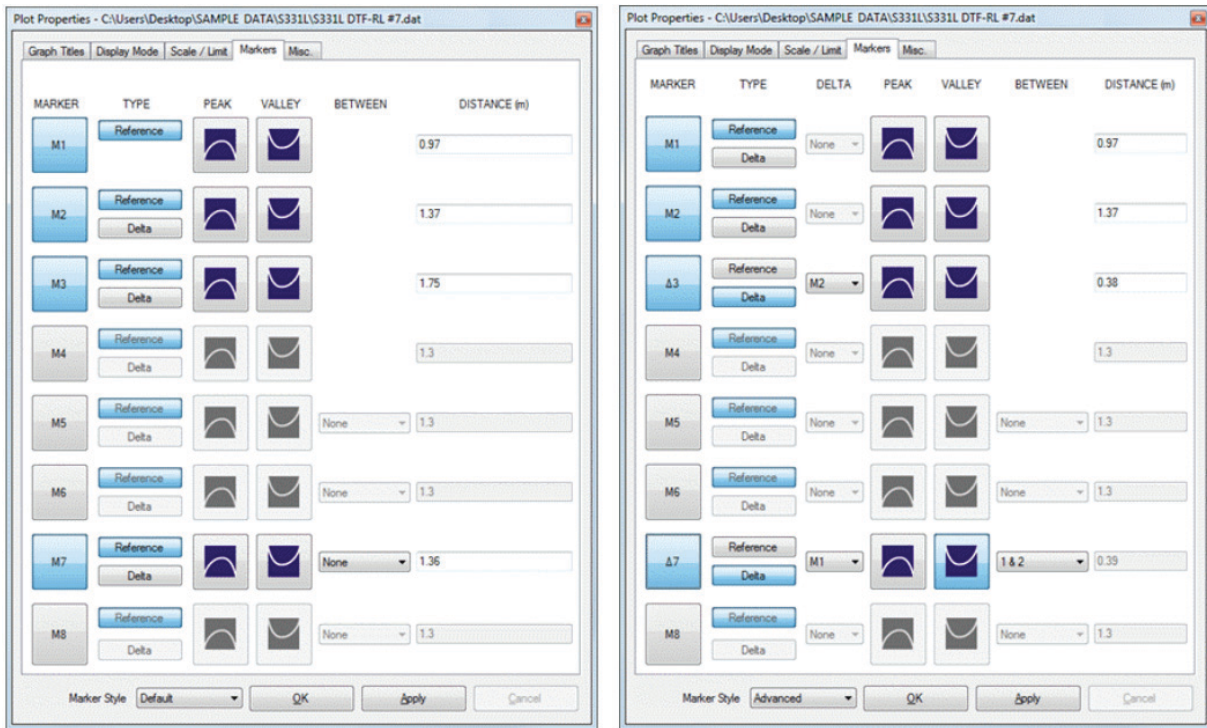 Plot Properties - C:\Users\Desktop\SAMPLE DATA\S331L\S331L DTF-RL #7.dat
Graph Titles Display Mode Scale / Limit Markers Misc.
MARKER TYPE PEAK VALLEY BETWEEN DISTANCE (m)
M1 Reference 0.97
M2 Reference 1.37
Delta
M3 Reference 1.75
Delta
M4 Reference 1.3
Delta
M5 Reference None 1.3
Delta
M6 Reference None 1.3
Delta
M7 Reference None 1.36
Delta
M8 Reference None 1.3
Delta
Marker Style Default OK Apply Cancel
Plot Properties - C:\Users\Desktop\SAMPLE DATA\S331L\S331L DTF-RL #7.dat
Graph Titles Display Mode Scale / Limit Markers Misc.
MARKER TYPE DELTA PEAK VALLEY BETWEEN DISTANCE (m)
M1 Reference None 0.97
Delta
M2 Reference None 1.37
Delta
Δ3 Reference M2 0.38
Delta
M4 Reference None 1.3
Delta
M5 Reference None None 1.3
Delta
M6 Reference None None 1.3
Delta
Δ7 Reference M1 1 & 2 0.39
Delta
M8 Reference None None 1.3
Delta
Marker Style Advanced OK Apply Cancel